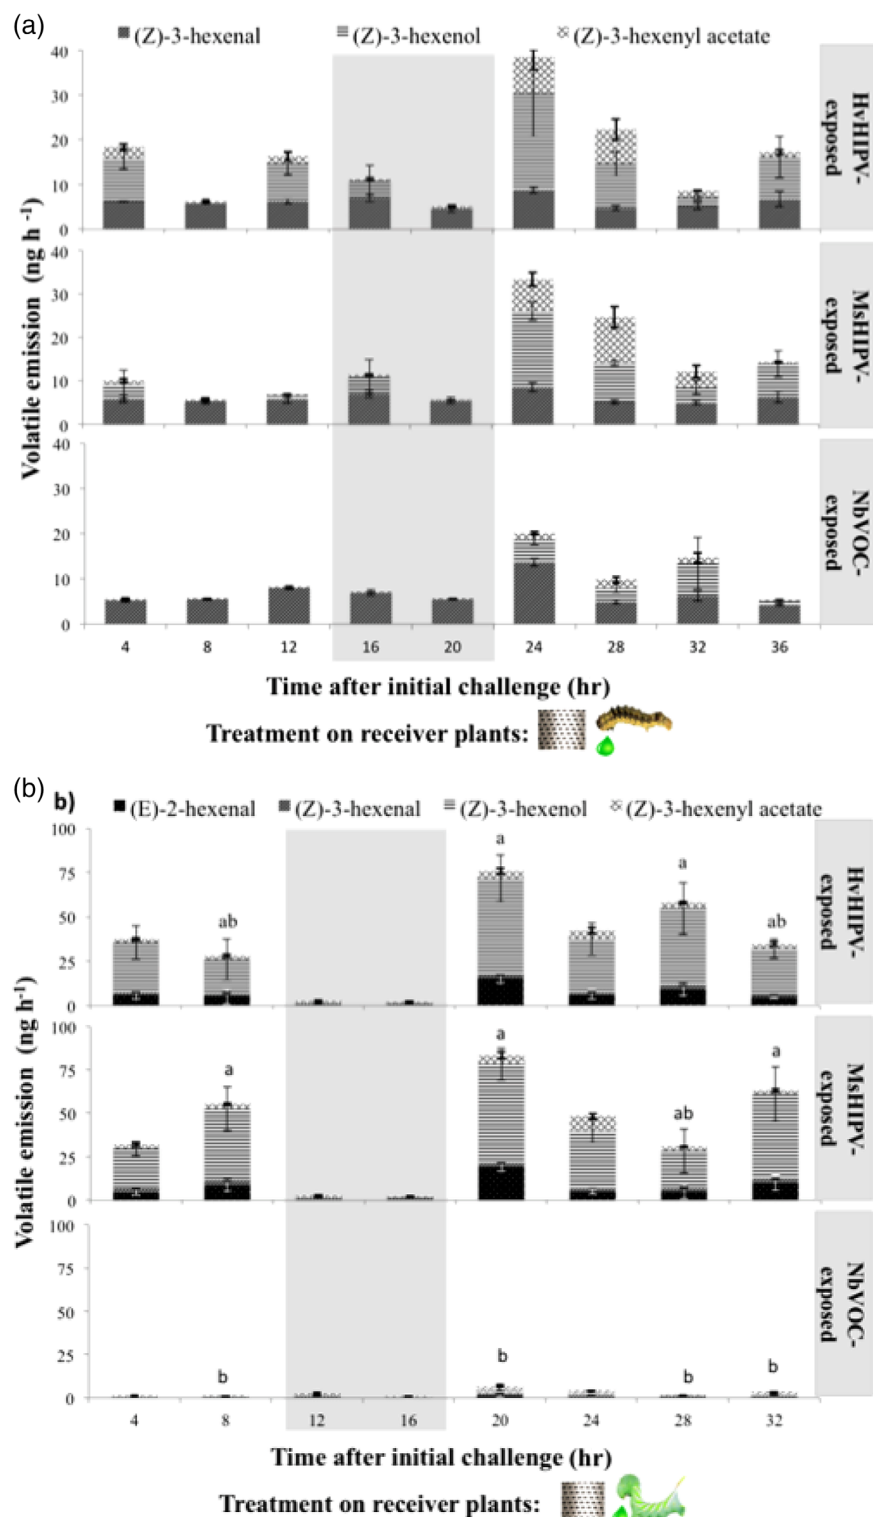 (a)
(Z)-3-hexenal (Z)-3-hexenol (Z)-3-hexenyl acetate
40
30
20
10
0
HvHIPV-
exposed
40
30
20
10
0
MsHIPV-
exposed
40
30
20
10
0
NbVOC-
exposed
Volatile emission (ng h -1)
4 8 12 16 20 24 28 32 36
Time after initial challenge (hr)
Treatment on receiver plants:
(b)
b)
(E)-2-hexenal (Z)-3-hexenal (Z)-3-hexenol (Z)-3-hexenyl acetate
100
75
50
25
0
ab a a ab
HvHIPV-
exposed
100
75
50
25
0
a a ab a
MsHIPV-
exposed
100
75
50
25
0
b b b b
NbVOC-
exposed
Volatile emission (ng h-1)
4 8 12 16 20 24 28 32
Time after initial challenge (hr)
Treatment on receiver plants: